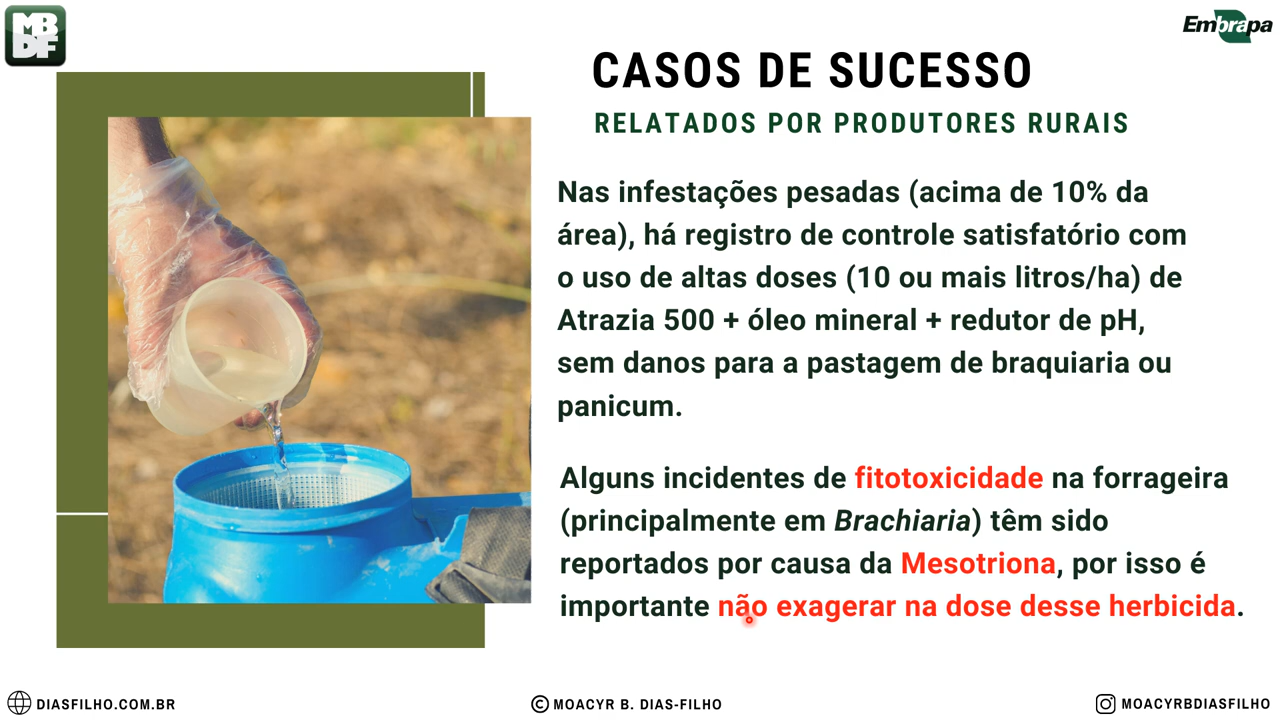 MB
DF
Embrapa
CASOS DE SUCESSO
RELATADOS POR PRODUTORES RURAIS
Nas infestações pesadas (acima de 10% da
área), há registro de controle satisfatório com
o uso de altas doses (10 ou mais litros/ha) de
Atrazia 500 + óleo mineral + redutor de pH,
sem danos para a pastagem de braquiaria ou
panicum.
Alguns incidentes de fitotoxicidade na forrageira
(principalmente em Brachiaria) têm sido
reportados por causa da Mesotriona, por isso é
importante não exagerar na dose desse herbicida.
DIASFILHO.COM.BR
© MOACYR B. DIAS-FILHO
MOACYRBDIASFILHO